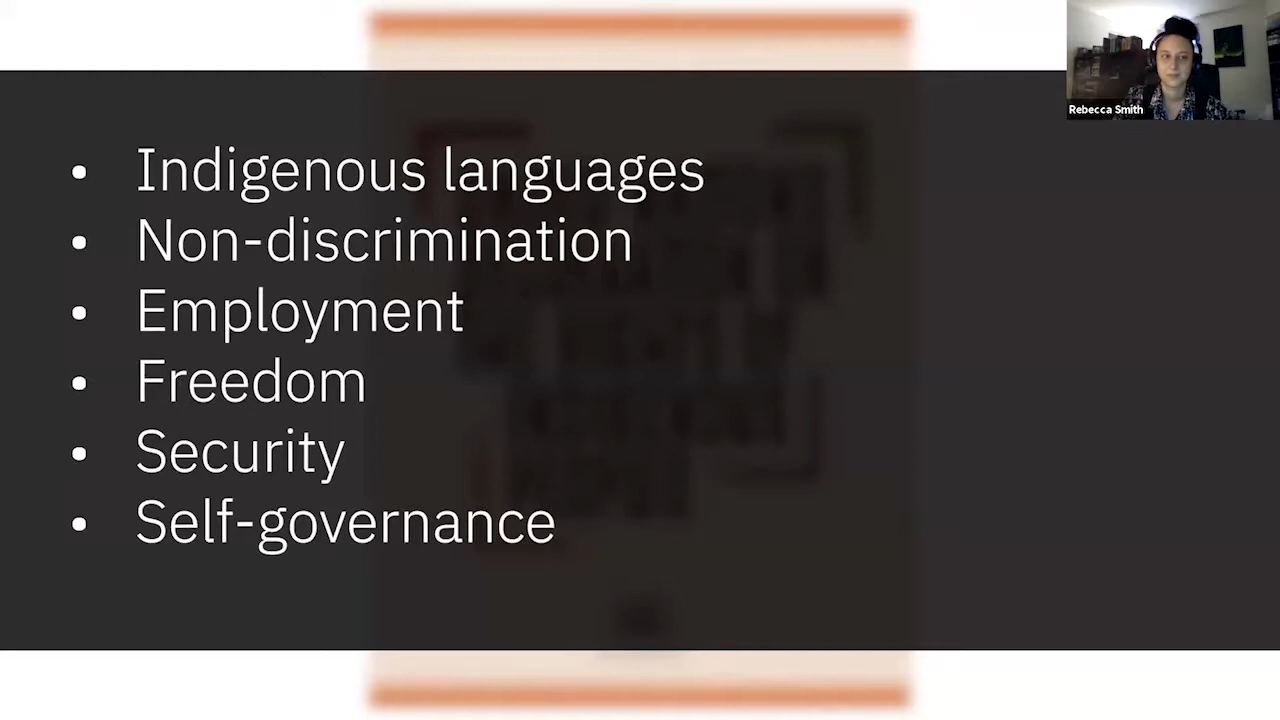 Rebecca Smith
• Indigenous languages
• Non-discrimination
• Employment
• Freedom
• Security
• Self-governance